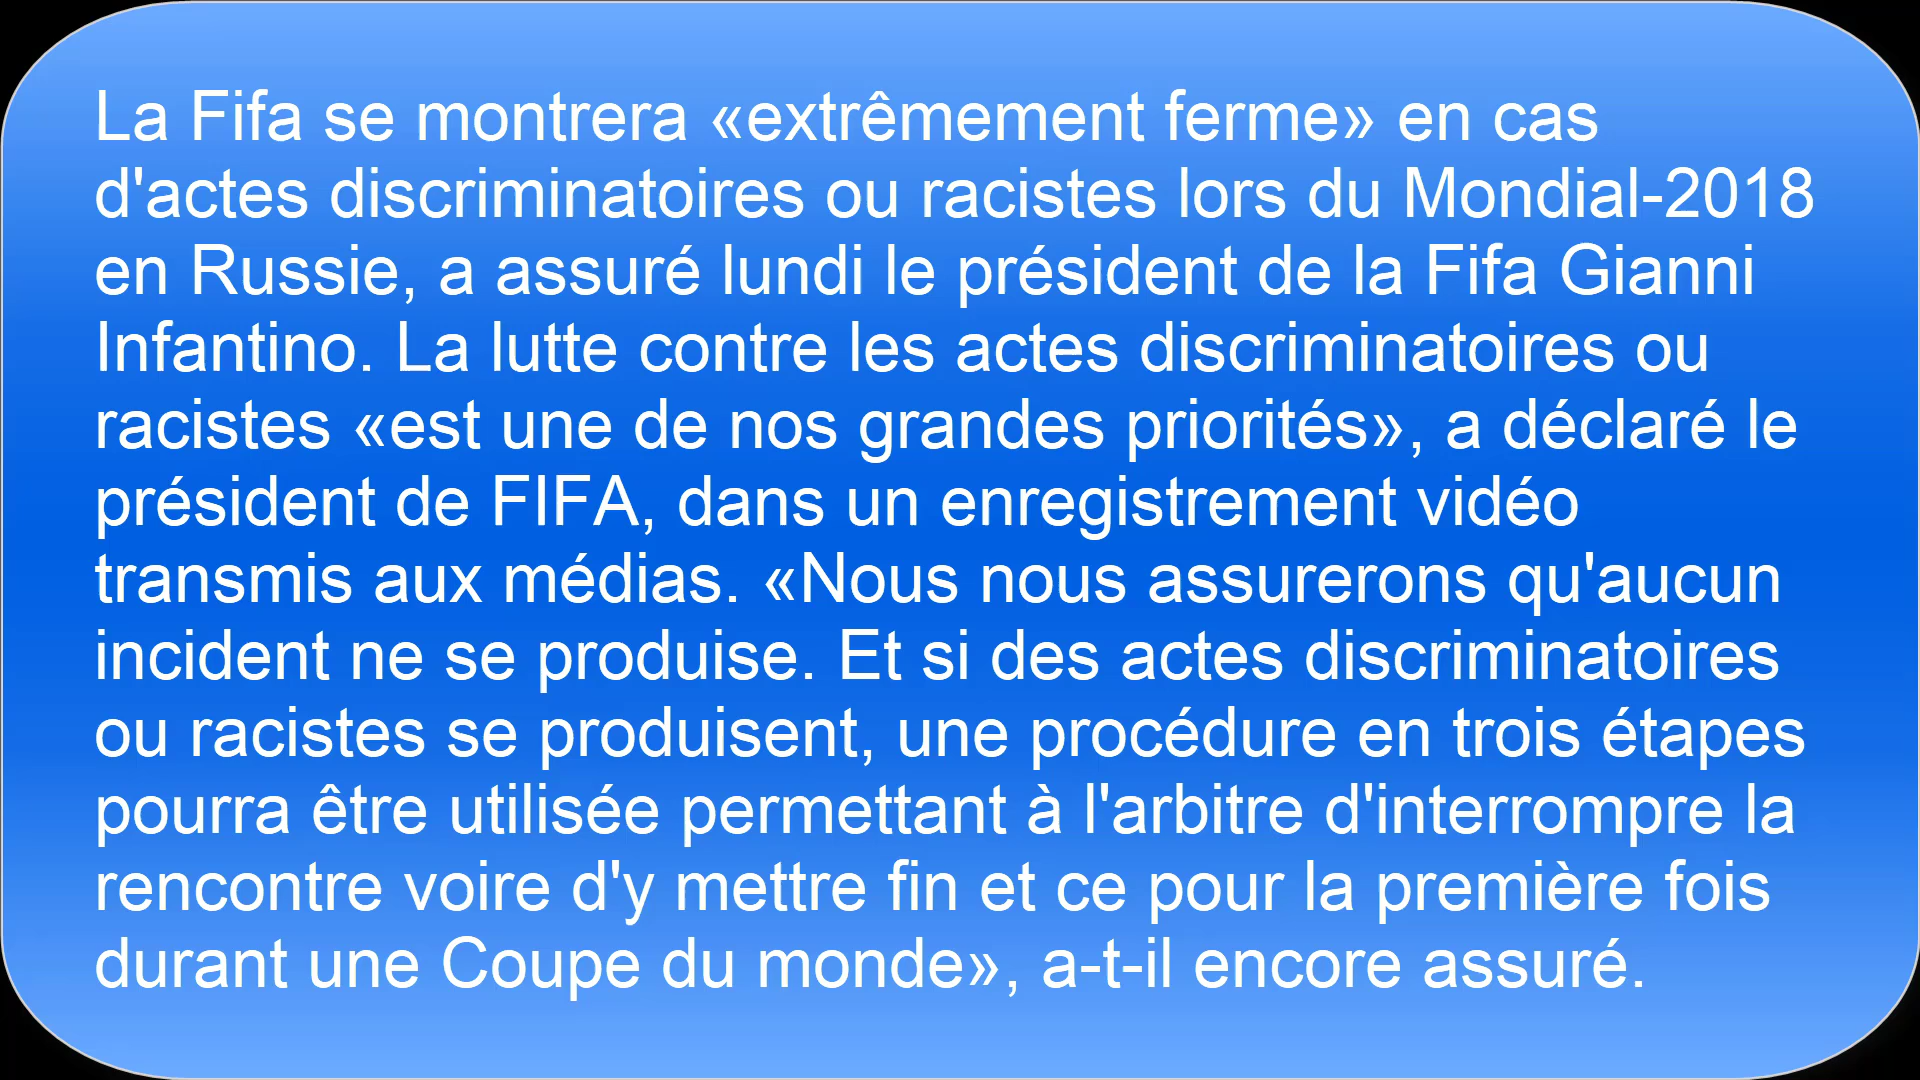 La Fifa se montrera «extrêmement ferme» en cas
d'actes discriminatoires ou racistes lors du Mondial-2018
en Russie, a assuré lundi le président de la Fifa Gianni
Infantino. La lutte contre les actes discriminatoires ou
racistes «est une de nos grandes priorités», a déclaré le
président de FIFA, dans un enregistrement vidéo
transmis aux médias. «Nous nous assurerons qu'aucun
incident ne se produise. Et si des actes discriminatoires
ou racistes se produisent, une procédure en trois étapes
pourra être utilisée permettant à l'arbitre d'interrompre la
rencontre voire d'y mettre fin et ce pour la première fois
durant une Coupe du monde», a-t-il encore assuré.